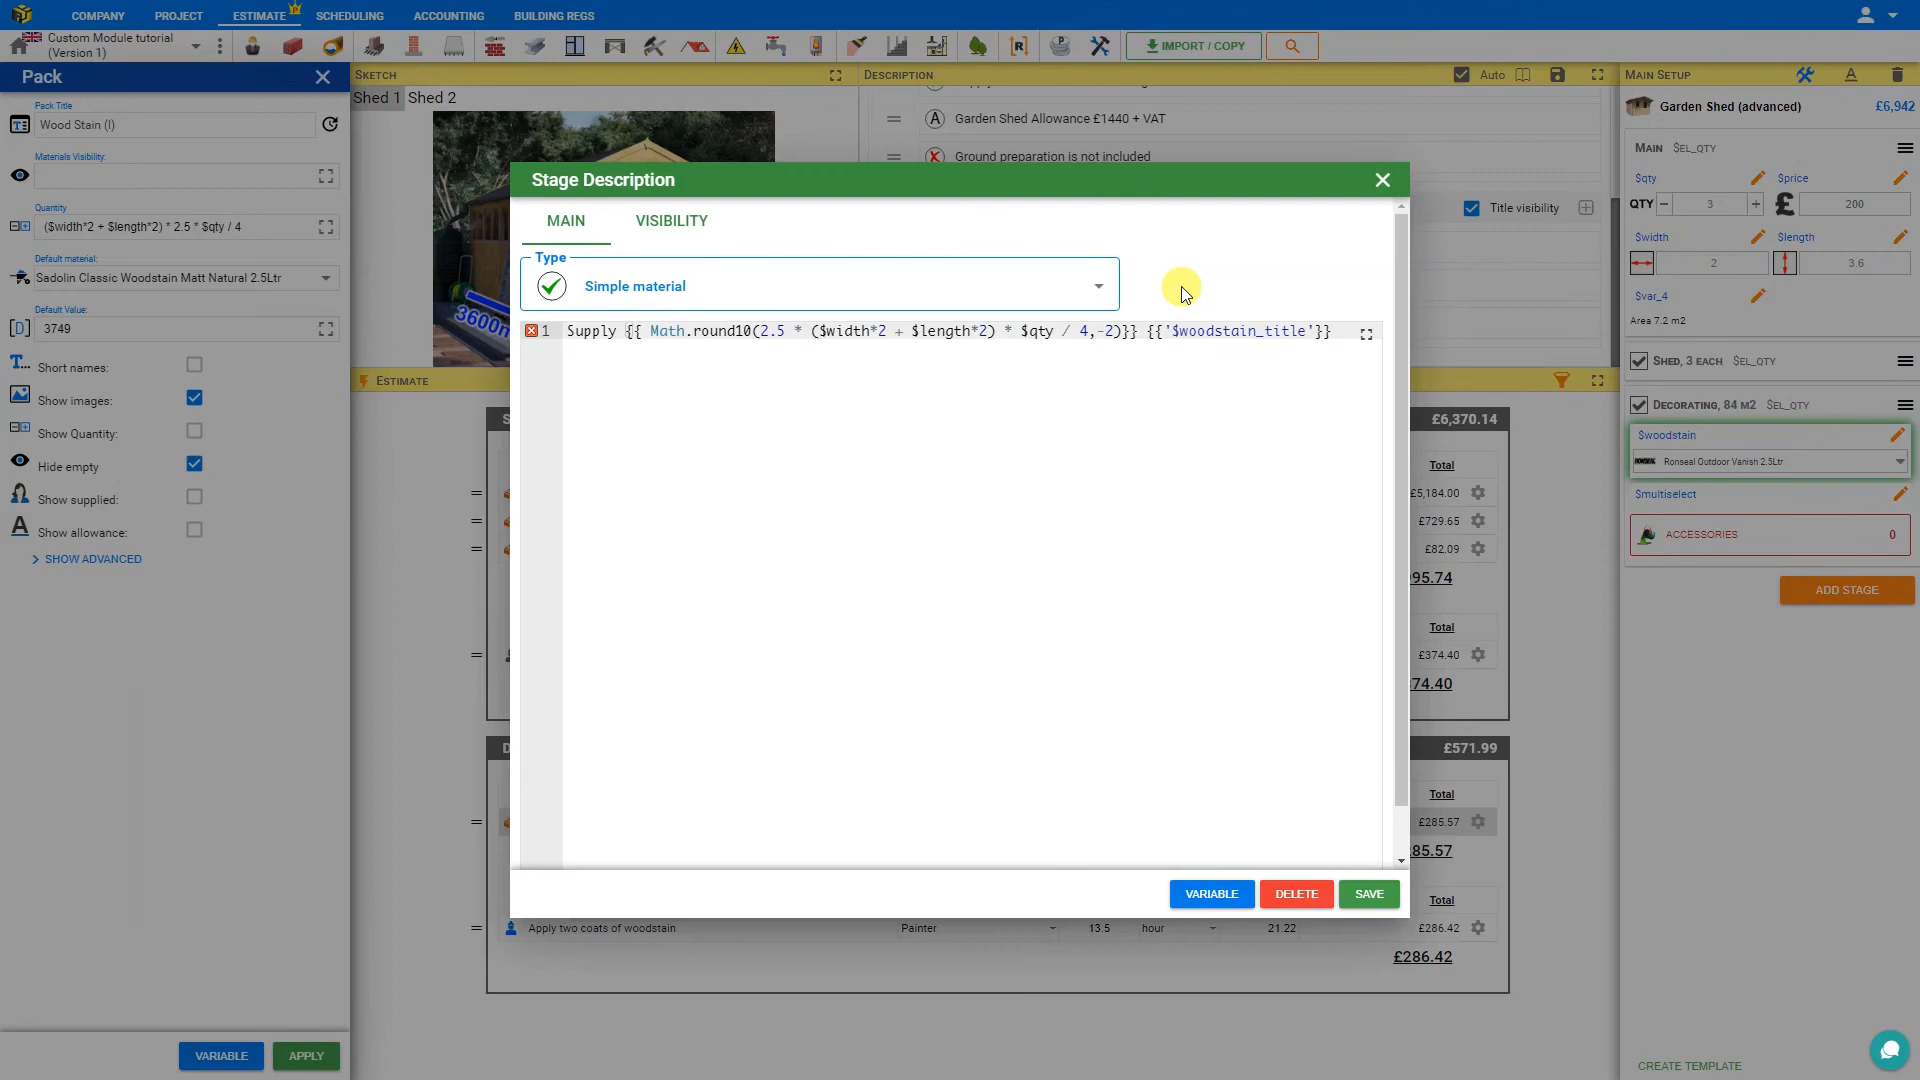 COMPANY PROJECT ESTIMATE SCHEDULING ACCOUNTING BUILDING REGS
Custom Module tutorial
(Version 1)
IMPORT / COPY
Pack
Pack Title
Wood Stain (l)
Materials Visibility:
Quantity
($width*2 + $length*2) * 2.5 * $qty / 4
Default material:
Sadolin Classic Woodstain Matt Natural 2.5Ltr
Default Value:
3749
Short names:
Show images:
Show Quantity:
Hide empty
Show supplied:
Show allowance:
SHOW ADVANCED
VARIABLE APPLY
SKETCH
Shed 1 Shed 2
3600m
DESCRIPTION
Auto
Garden Shed Allowance £1440 + VAT
Ground preparation is not included
Title visibility
Stage Description
MAIN VISIBILITY
Type
Simple material
1 Supply {{ Math.round10(2.5 * ($width*2 + $length*2) * $qty / 4,-2)}} {{'$woodstain_title'}}
VARIABLE DELETE SAVE
ESTIMATE
£6,370.14
Total
£5,184.00
£729.65
£82.09
95.74
Total
£374.40
74.40
£571.99
Total
£285.57
85.57
Total
Apply two coats of woodstain Painter 13.5 hour 21.22 £286.42
£286.42
MAIN SETUP
Garden Shed (advanced) £6,942
MAIN $EL_QTY
$qty $price
QTY 3 £ 200
$width $length
2 3.6
$var_4
Area 7.2 m2
SHED, 3 EACH $EL_QTY
DECORATING, 84 M2 $EL_QTY
$woodstain
RONSEAL Ronseal Outdoor Vanish 2.5Ltr
$multiselect
ACCESSORIES 0
ADD STAGE
CREATE TEMPLATE